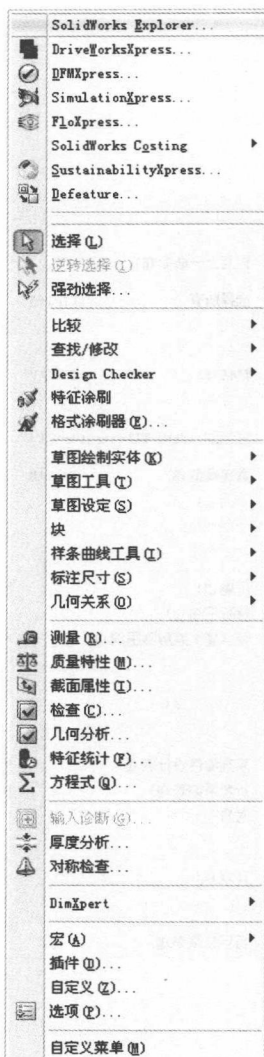 SolidWorks Explorer...
DriveWorksXpress...
DFMXpress...
SimulationXpress...
FloXpress...
SolidWorks Costing
SustainabilityXpress...
Defeature...
选择(L)
逆转选择(I)
强劲选择...
比较
查找/修改
Design Checker
特征涂刷
格式涂刷器(E)...
草图绘制实体(K)
草图工具(T)
草图设定(S)
块
样条曲线工具(I)
标注尺寸(S)
几何关系(O)
测量(R)...
质量特性(M)...
截面属性(I)...
检查(C)...
几何分析...
特征统计(F)...
方程式(Q)...
输入诊断(G)...
厚度分析...
对称检查...
DimXpert
宏(A)
插件(D)...
自定义(Z)...
选项(P)...
自定义菜单(M)